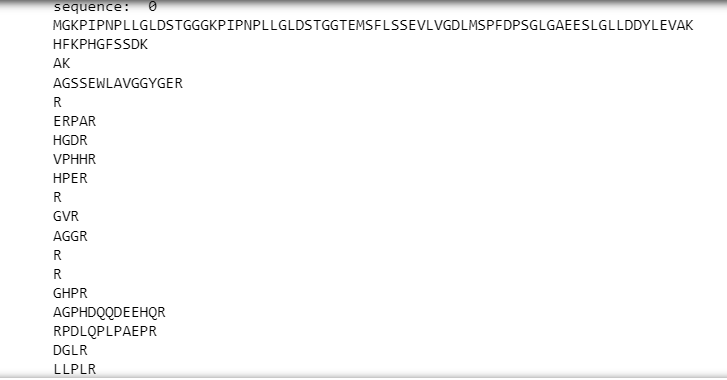 sequence:  0
MGKPIPNPLLGLDSTGGGKPIPNPLLGLDSTGGTEMSFLSSEVLVGDLMSPFDPSGLGAEESLGLLDDYLEVAK
HFKPHGFSSDK
AK
AGSSEWLAVGGYGER
R
ERPAR
HGDR
VPHHR
HPER
R
GVR
AGGR
R
R
GHPR
AGPHDQQDEEHQR
RPDLQPLPAEPR
DGLR
LLPLR